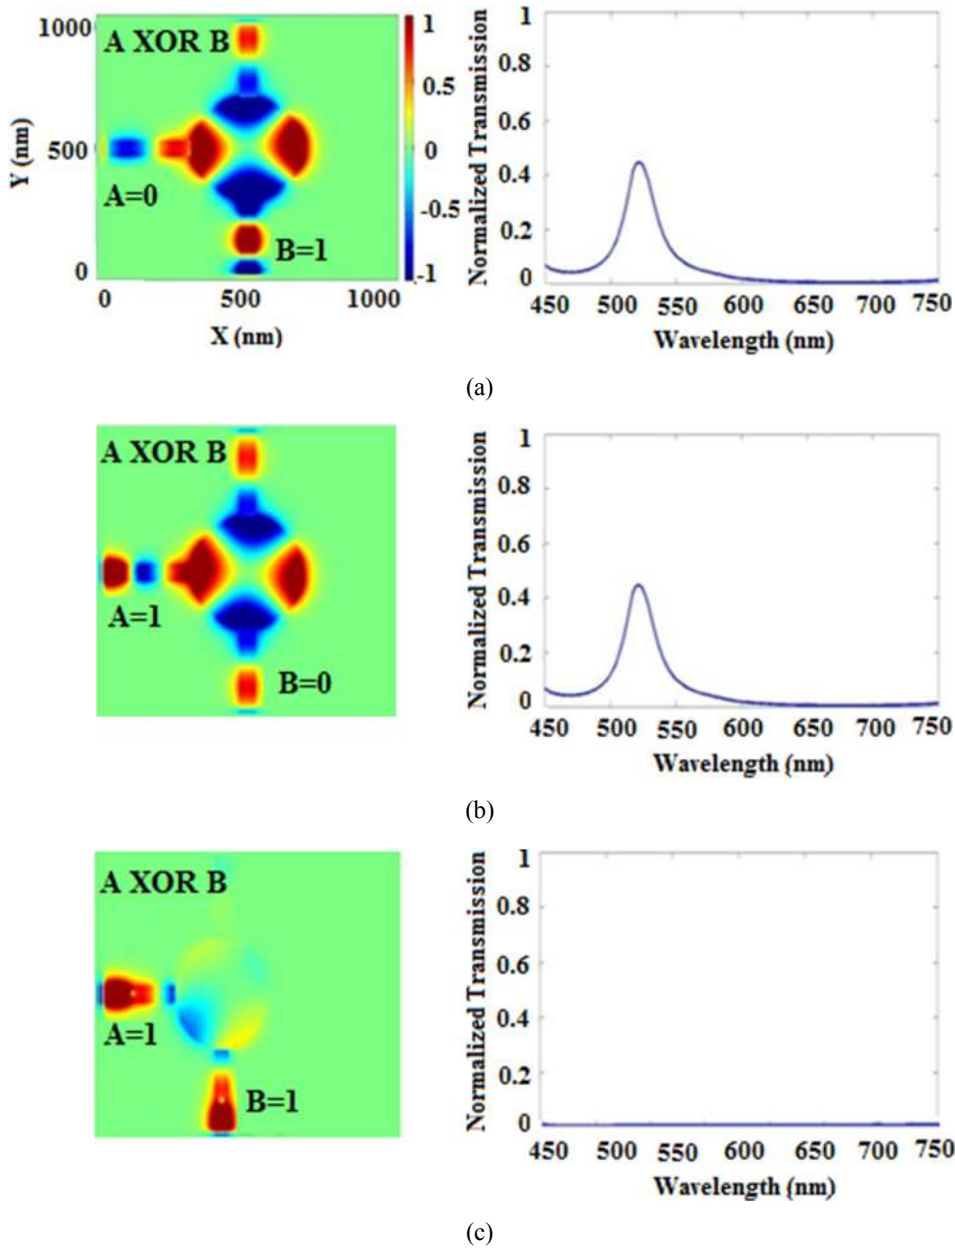 A XOR B
A=0
B=1
1000
500
0
Y (nm)
0
500
1000
X (nm)
1
0.5
0
-0.5
-1
Normalized Transmission
1
0.8
0.6
0.4
0.2
0
450
500
550
600
650
700
750
Wavelength (nm)
(a)
A XOR B
A=1
B=0
Normalized Transmission
1
0.8
0.6
0.4
0.2
0
450
500
550
600
650
700
750
Wavelength (nm)
(b)
A XOR B
A=1
B=1
Normalized Transmission
1
0.8
0.6
0.4
0.2
0
450
500
550
600
650
700
750
Wavelength (nm)
(c)